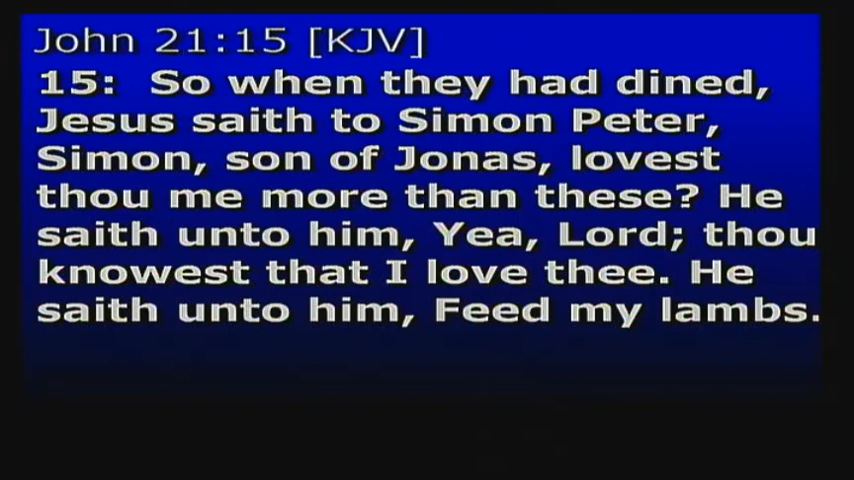 John 21:15 [KJV]
15: So when they had dined,
Jesus saith to Simon Peter,
Simon, son of Jonas, lovest
thou me more than these? He
saith unto him, Yea, Lord; thou
knowest that I love thee. He
saith unto him, Feed my lambs.